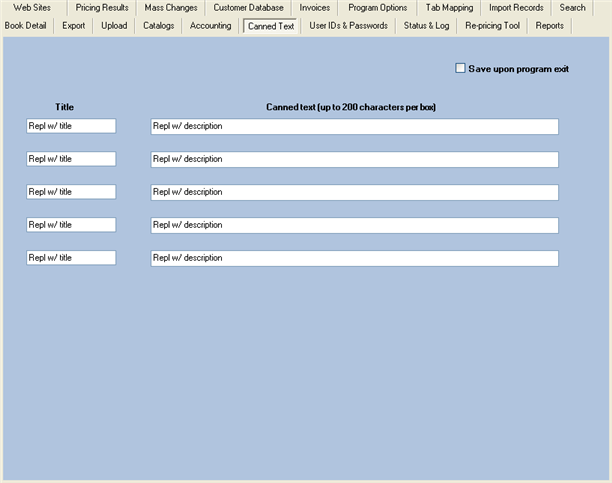 Web Sites Pricing Results Mass Changes Customer Database Invoices Program Options Tab Mapping Import Records Search
Book Detail Export Upload Catalogs Accounting Canned Text User IDs & Passwords Status & Log Re-pricing Tool Reports
Save upon program exit
Title Canned text (up to 200 characters per box)
Repl w/ title Repl w/ description
Repl w/ title Repl w/ description
Repl w/ title Repl w/ description
Repl w/ title Repl w/ description
Repl w/ title Repl w/ description